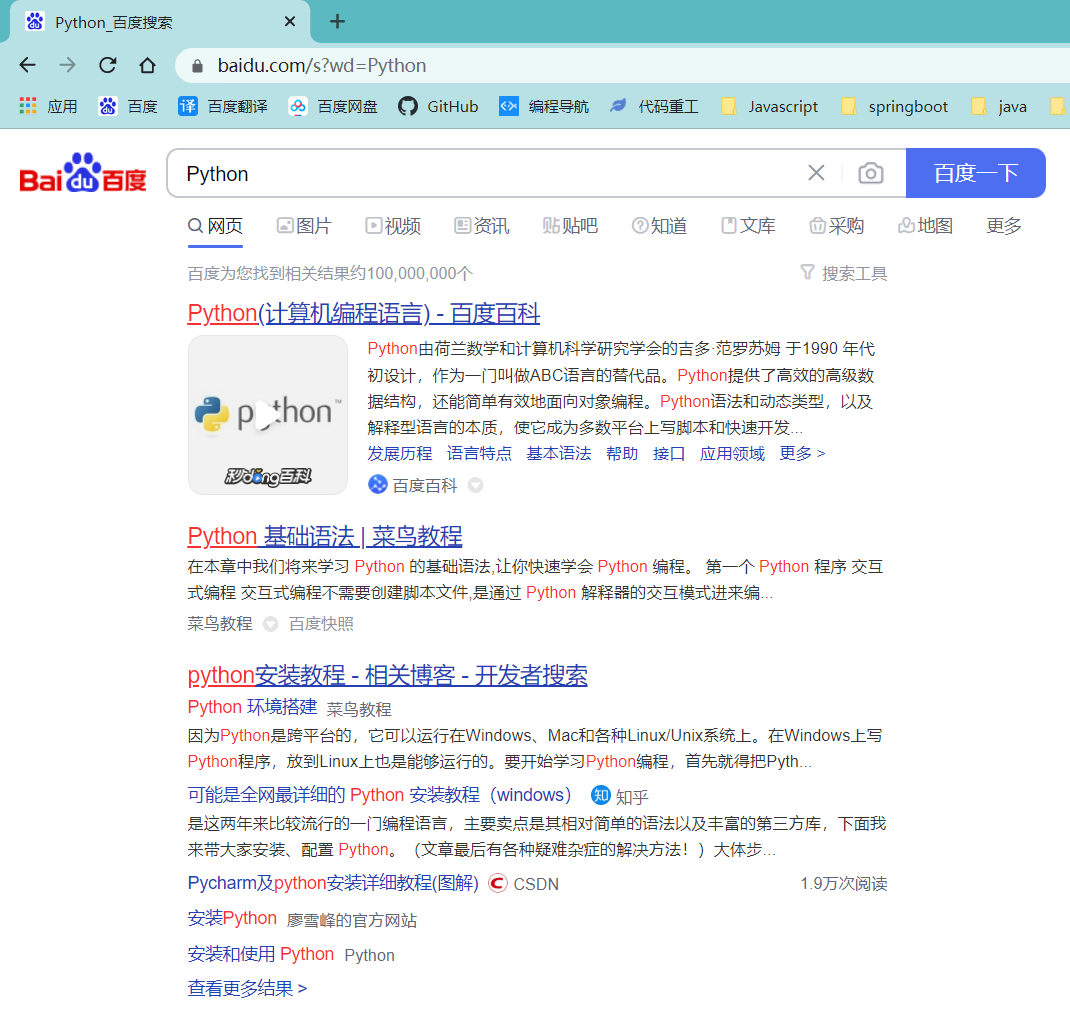 Python_百度搜索
baidu.com/s?wd=Python
应用 百度 百度翻译 百度网盘 GitHub 编程导航 代码重工 Javascript springboot java
Bai du 百度 Python 百度一下
网页 图片 视频 资讯 贴吧 知道 文库 采购 地图 更多
百度为您找到相关结果约100,000,000个 搜索工具
Python(计算机编程语言) - 百度百科
Python由荷兰数学和计算机科学研究学会的吉多·范罗苏姆 于1990 年代
初设计，作为一门叫做ABC语言的替代品。Python提供了高效的高级数
据结构，还能简单有效地面向对象编程。Python语法和动态类型，以及
解释型语言的本质，使它成为多数平台上写脚本和快速开发...
发展历程 语言特点 基本语法 帮助 接口 应用领域 更多 >
python™
秒dǒng百科
百度百科
Python 基础语法 | 菜鸟教程
在本章中我们将来学习 Python 的基础语法,让你快速学会 Python 编程。 第一个 Python 程序 交互
式编程 交互式编程不需要创建脚本文件,是通过 Python 解释器的交互模式进来编...
菜鸟教程 百度快照
python安装教程 - 相关博客 - 开发者搜索
Python 环境搭建 菜鸟教程
因为Python是跨平台的，它可以运行在Windows、Mac和各种Linux/Unix系统上。在Windows上写
Python程序，放到Linux上也是能够运行的。要开始学习Python编程，首先就得把Pyth...
可能是全网最详细的 Python 安装教程（windows） 知 知乎
是这两年来比较流行的一门编程语言，主要卖点是其相对简单的语法以及丰富的第三方库，下面我
来带大家安装、配置 Python。（文章最后有各种疑难杂症的解决方法！）大体步...
Pycharm及python安装详细教程(图解) C CSDN 1.9万次阅读
安装Python 廖雪峰的官方网站
安装和使用 Python Python
查看更多结果 >